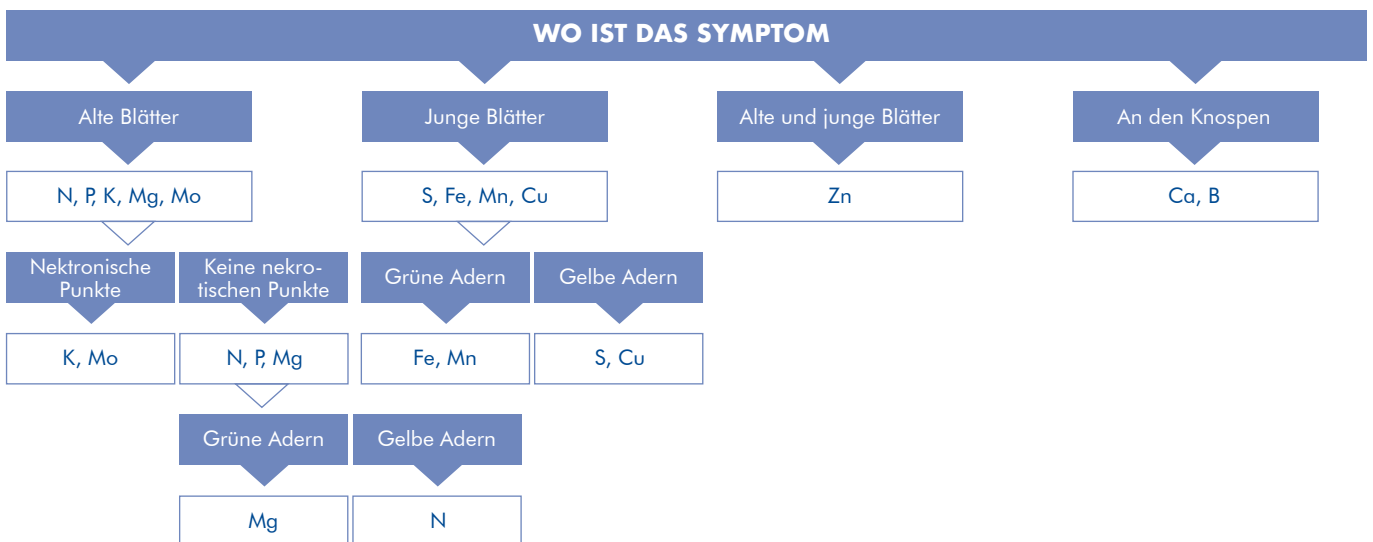 WO IST DAS SYMPTOM
Alte Blätter
Junge Blätter
Alte und junge Blätter
An den Knospen
N, P, K, Mg, Mo
S, Fe, Mn, Cu
Zn
Ca, B
Nektronische
Punkte
Keine nekro-
tischen Punkte
Grüne Adern
Gelbe Adern
K, Mo
N, P, Mg
Fe, Mn
S, Cu
Grüne Adern
Gelbe Adern
Mg
N